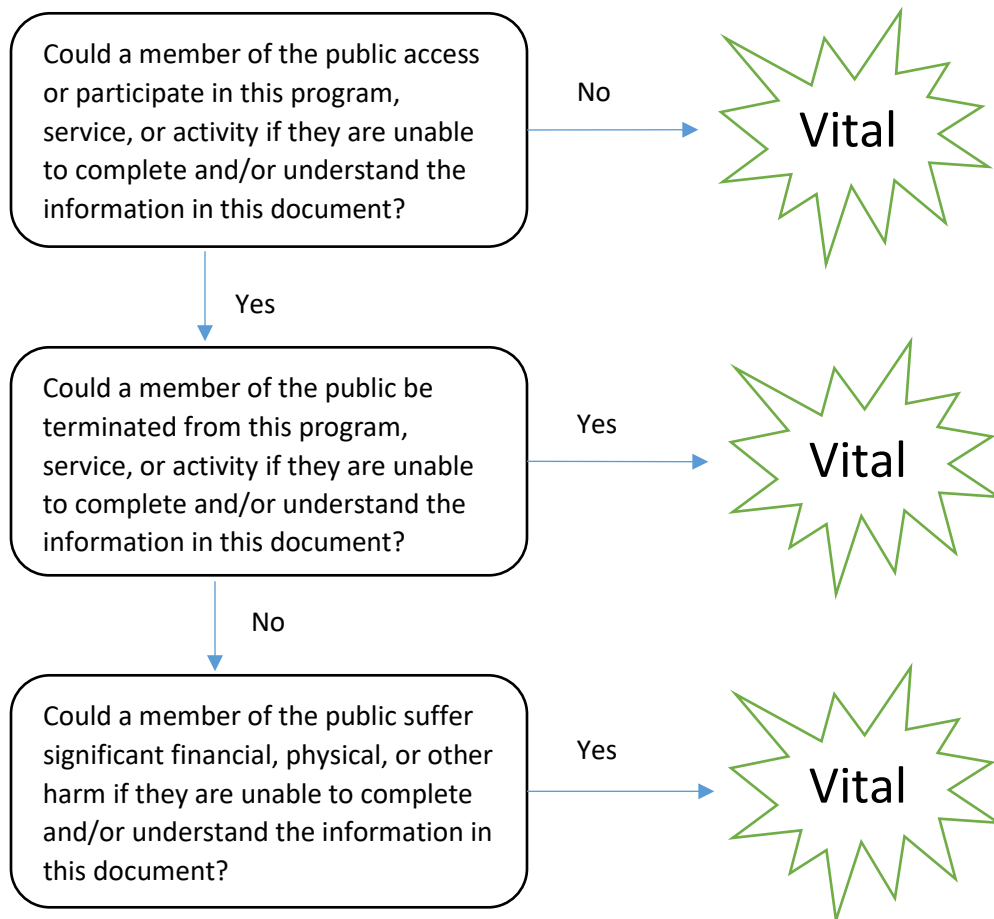 Could a member of the public access
or participate in this program,
service, or activity if they are unable
to complete and/or understand the
information in this document?
No
Vital
Yes
Could a member of the public be
terminated from this program,
service, or activity if they are unable
to complete and/or understand the
information in this document?
Yes
Vital
No
Could a member of the public suffer
significant financial, physical, or other
harm if they are unable to complete
and/or understand the information in
this document?
Yes
Vital